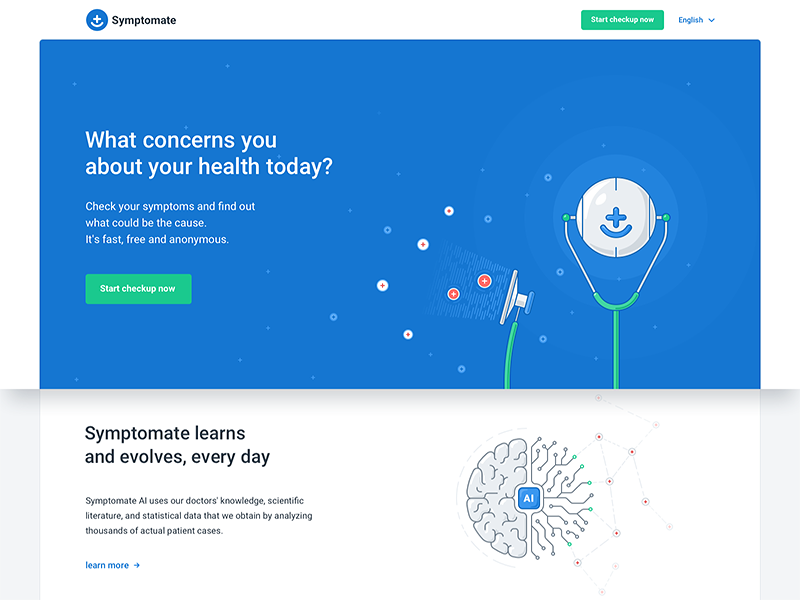 Symptomate
Start checkup now
English
What concerns you
about your health today?
Check your symptoms and find out
what could be the cause.
It's fast, free and anonymous.
Start checkup now
Symptomate learns
and evolves, every day
AI
Symptomate AI uses our doctors' knowledge, scientific
literature, and statistical data that we obtain by analyzing
thousands of actual patient cases.
learn more